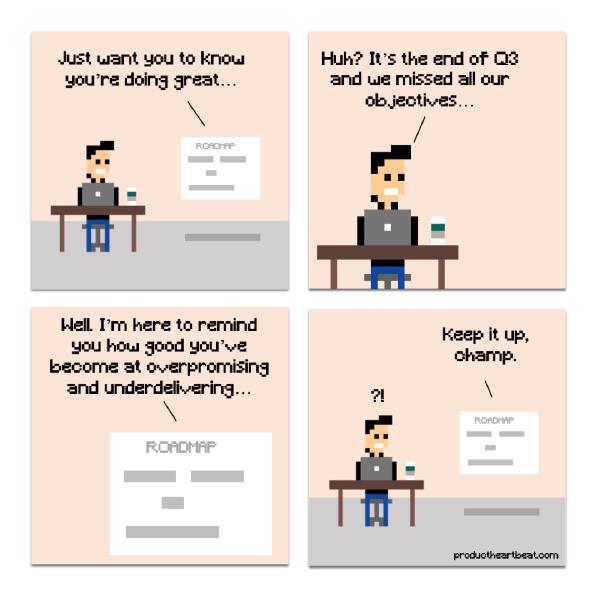 Just want you to know
you're doing great...
ROADMAP
Huh? It's the end of Q3
and we missed all our
objectives...
Well. I'm here to remind
you how good you've
become at overpromising
and underdelivering...
ROADMAP
Keep it up,
champ.
?!
ROADMAP
productheartbeat.com